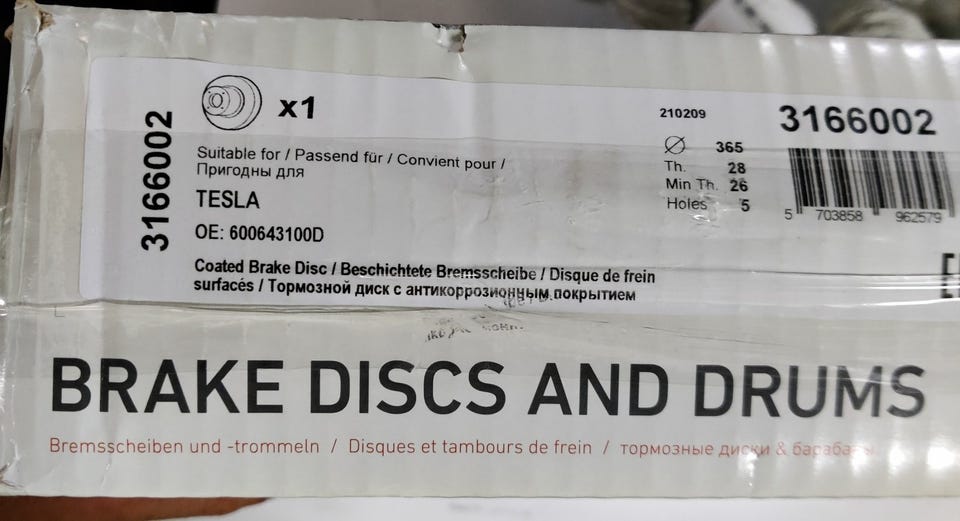 3166002
x1
Suitable for / Passend für / Convient pour /
Пригодны для
TESLA
OE: 600643100D
Coated Brake Disc / Beschichtete Bremsscheibe / Disque de frein
surfacés / Тормозной диск с антикоррозионным покрытием
210209
Ø 365
Th. 28
Min Th. 26
Holes 5
3166002
5 703858 962579
BRAKE DISCS AND DRUMS
Bremsscheiben und -trommeln / Disques et tambours de frein / тормозные диски &